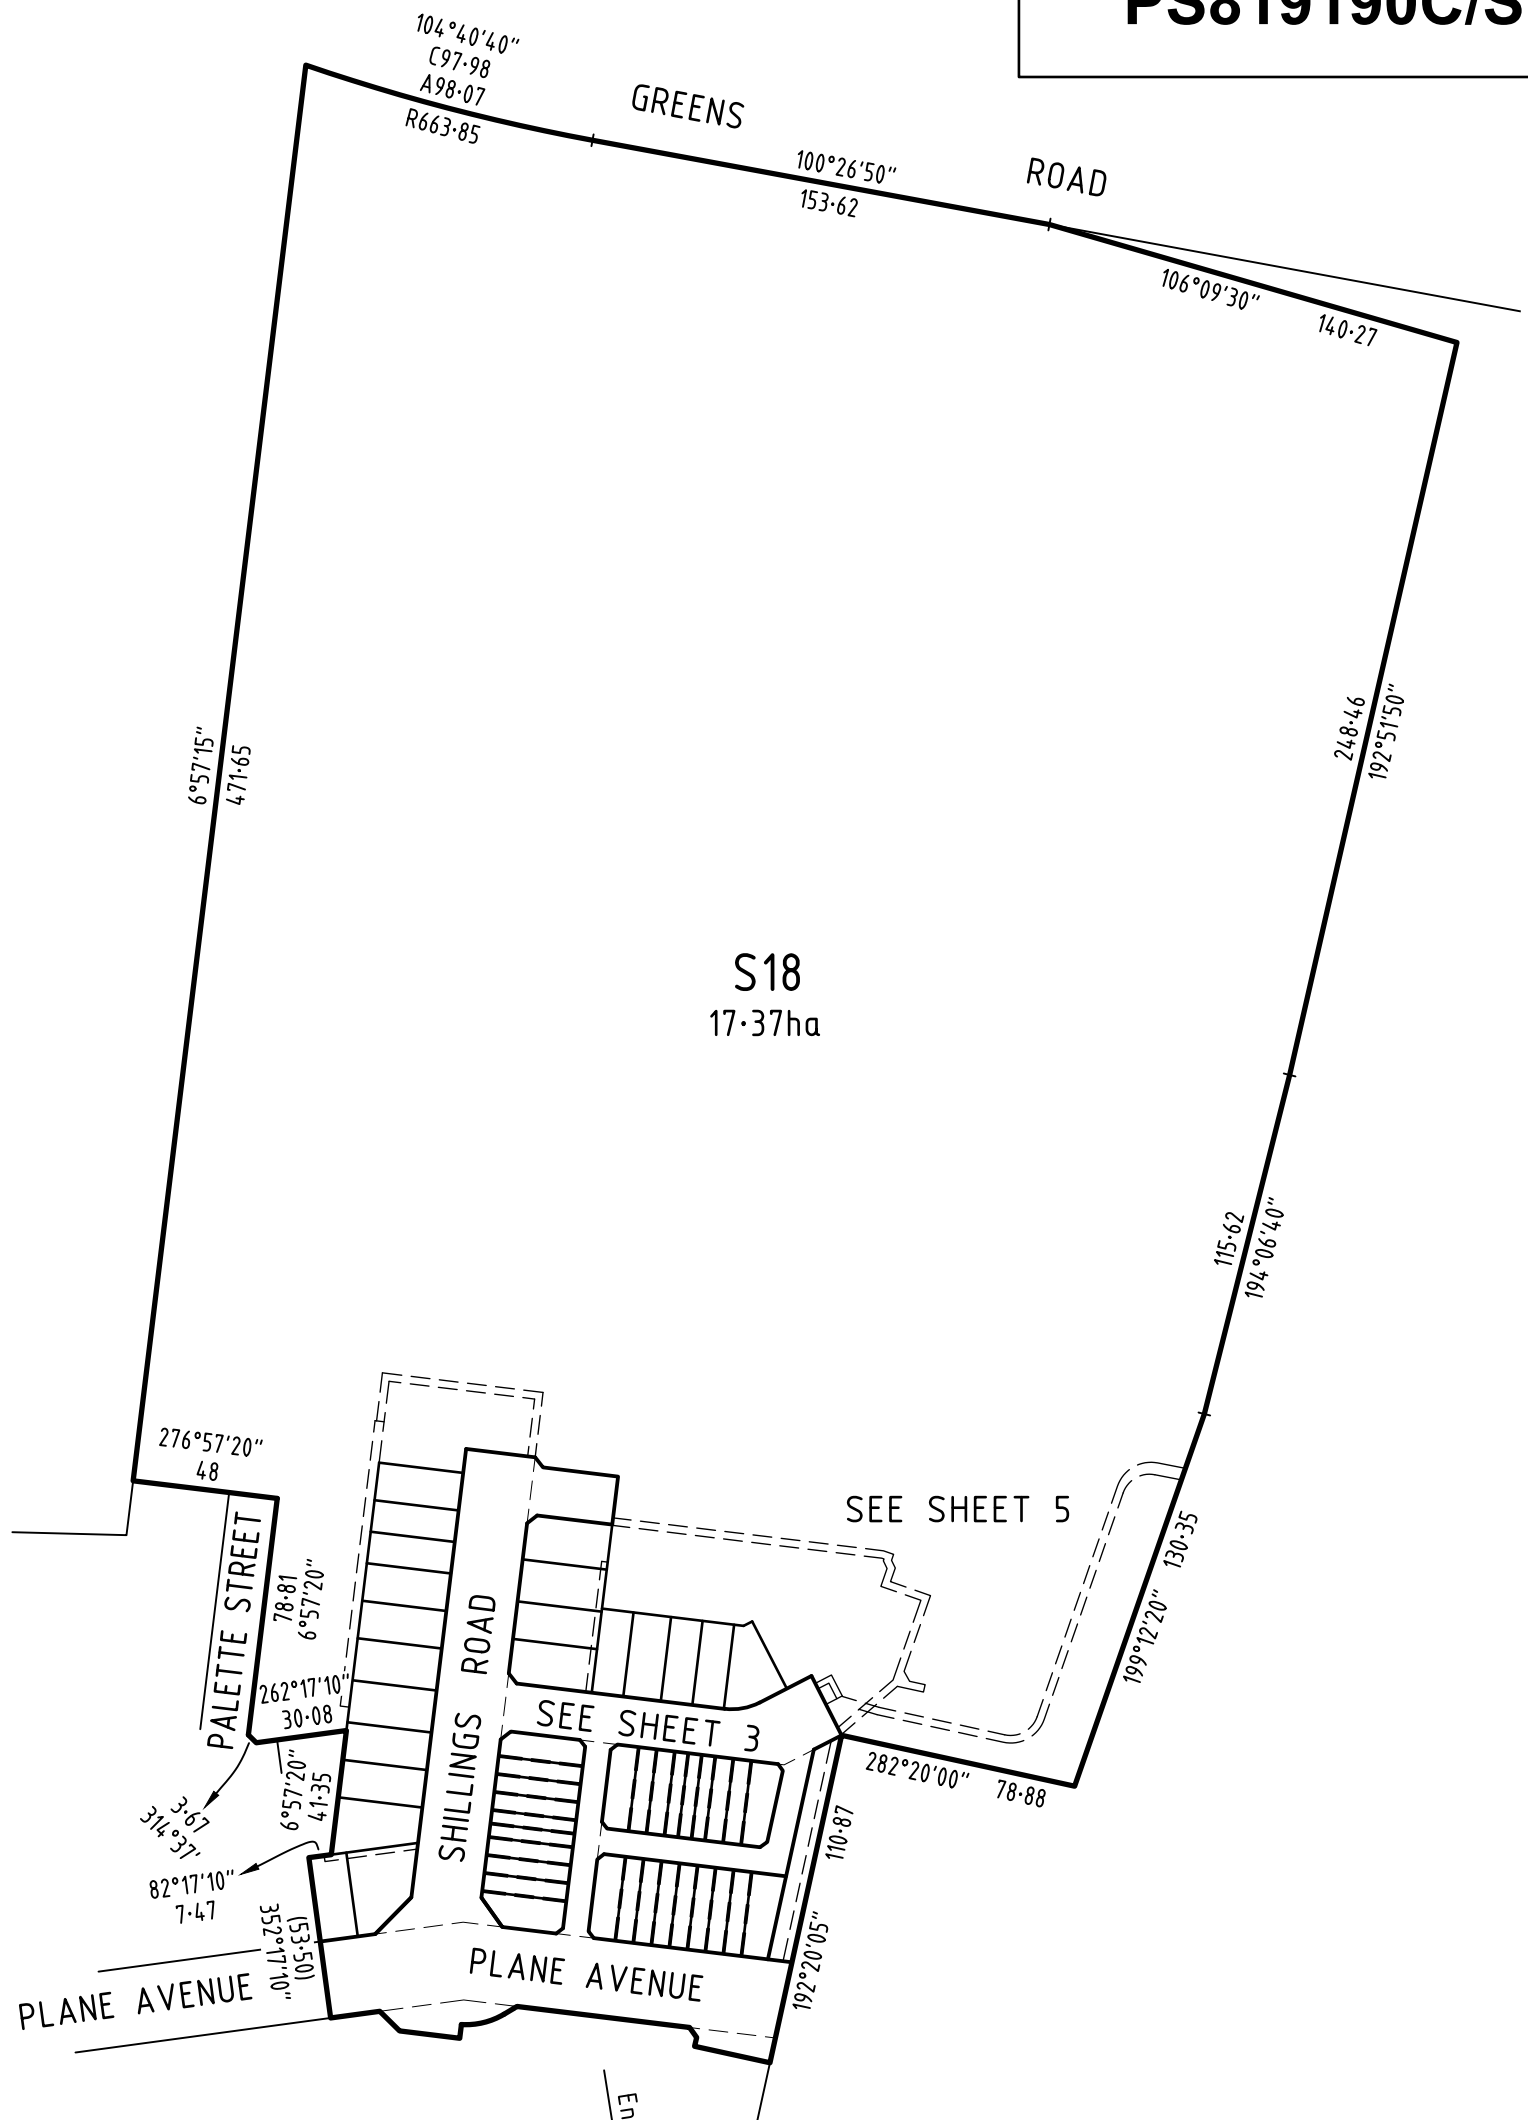 PS819190C/S
104°40'40"
C97·98
A98·07
R663·85
GREENS ROAD
100°26'50"
153·62
106°09'30"
140·27
6°57'15"
471·65
248·46
192°51'50"
S18
17·37ha
115·62
194°06'40"
276°57'20"
48
SEE SHEET 5
130·35
199°12'20"
PALETTE STREET
78·81
6°57'20"
262°17'10"
30·08
SHILLINGS ROAD
SEE SHEET 3
282°20'00"
78·88
3·67
314°37'
6°57'20"
41·35
110·87
192°20'05"
82°17'10"
7·47
(53·50)
352°17'10"
PLANE AVENUE
PLANE AVENUE
En